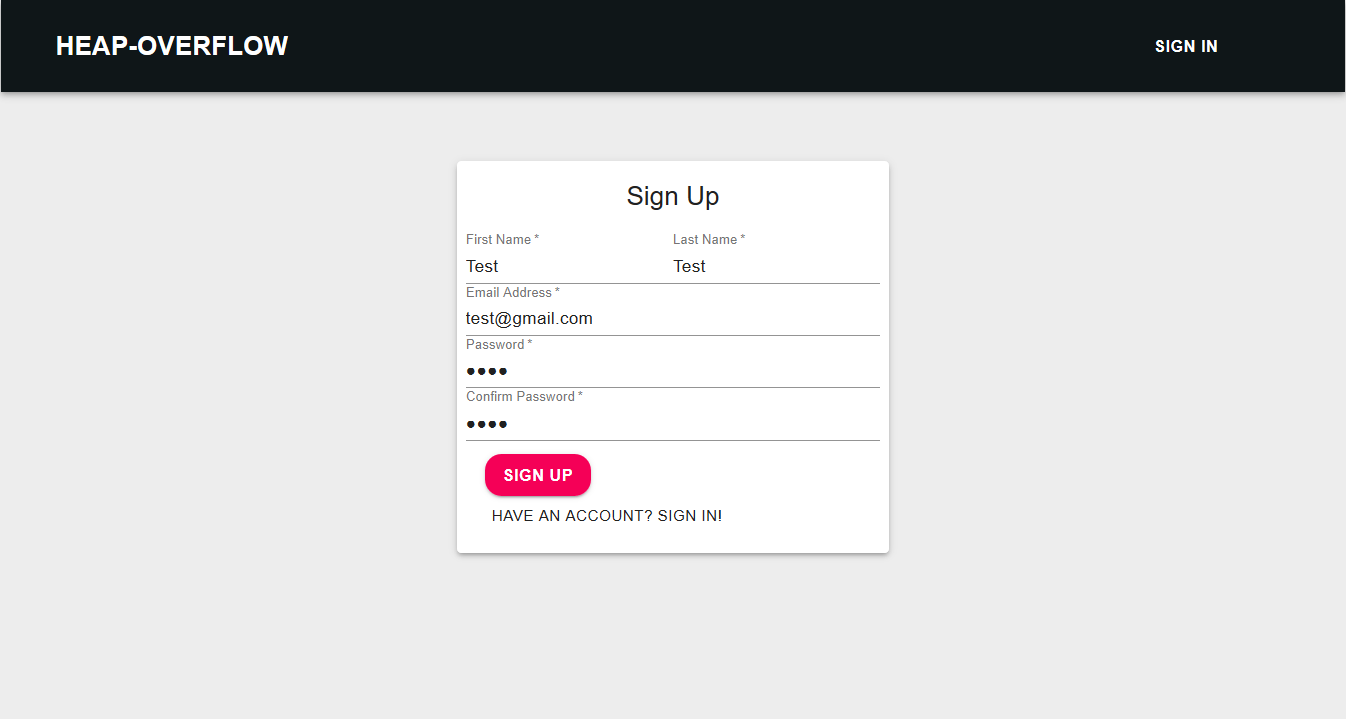 HEAP-OVERFLOW SIGN IN
Sign Up
First Name * Last Name *
Test Test
Email Address *
test@gmail.com
Password *
••••
Confirm Password *
••••
SIGN UP
HAVE AN ACCOUNT? SIGN IN!